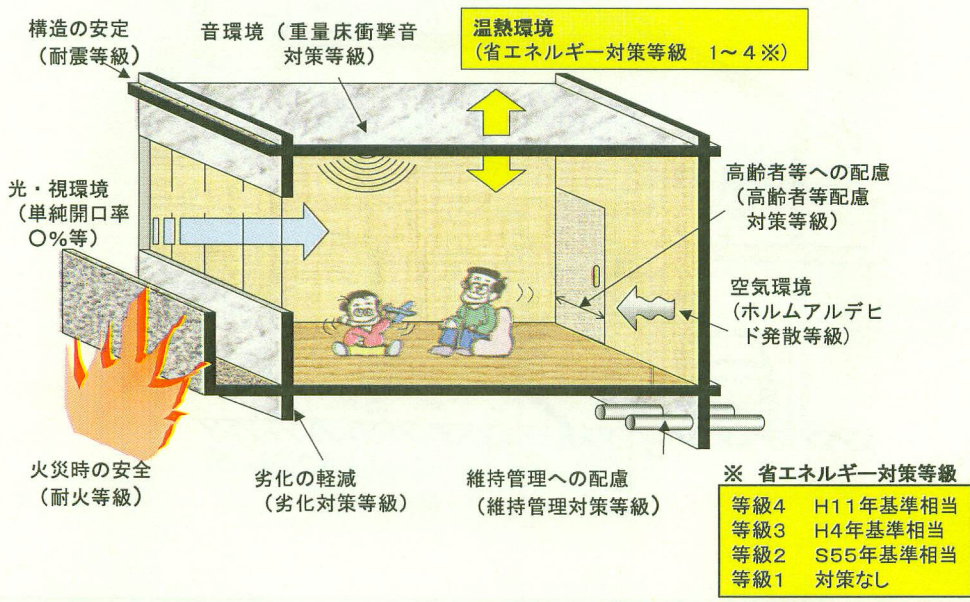 構造の安定
（耐震等級）
音環境（重量床衝撃音
対策等級）
温熱環境
（省エネルギー対策等級　1～4※）
光・視環境
（単純開口率
〇%等）
高齢者等への配慮
（高齢者等配慮
対策等級）
空気環境
（ホルムアルデヒ
ド発散等級）
火災時の安全
（耐火等級）
劣化の軽減
（劣化対策等級）
維持管理への配慮
（維持管理対策等級）
※　省エネルギー対策等級
等級4　H11年基準相当
等級3　H4年基準相当
等級2　S55年基準相当
等級1　対策なし